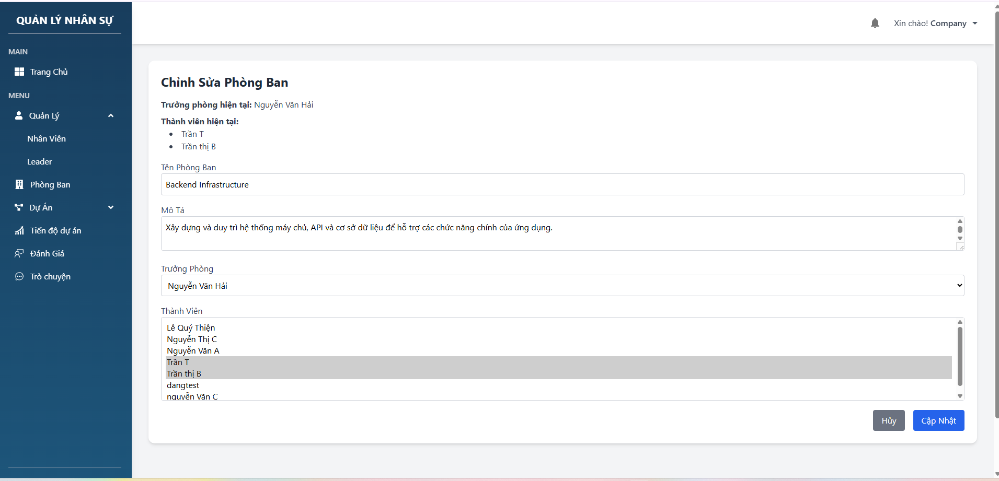 QUẢN LÝ NHÂN SỰ
Xin chào! Company
MAIN
Trang Chủ
MENU
Quản Lý
Nhân Viên
Leader
Phòng Ban
Dự Án
Tiến độ dự án
Đánh Giá
Trò chuyện
Chỉnh Sửa Phòng Ban
Trưởng phòng hiện tại: Nguyễn Văn Hải
Thành viên hiện tại:
Trần T
Trần thị B
Tên Phòng Ban
Backend Infrastructure
Mô Tả
Xây dựng và duy trì hệ thống máy chủ, API và cơ sở dữ liệu để hỗ trợ các chức năng chính của ứng dụng.
Trưởng Phòng
Nguyễn Văn Hải
Thành Viên
Lê Quý Thiện
Nguyễn Thị C
Nguyễn Văn A
Trần T
Trần thị B
dangtest
nguyễn Văn C
Hủy
Cập Nhật